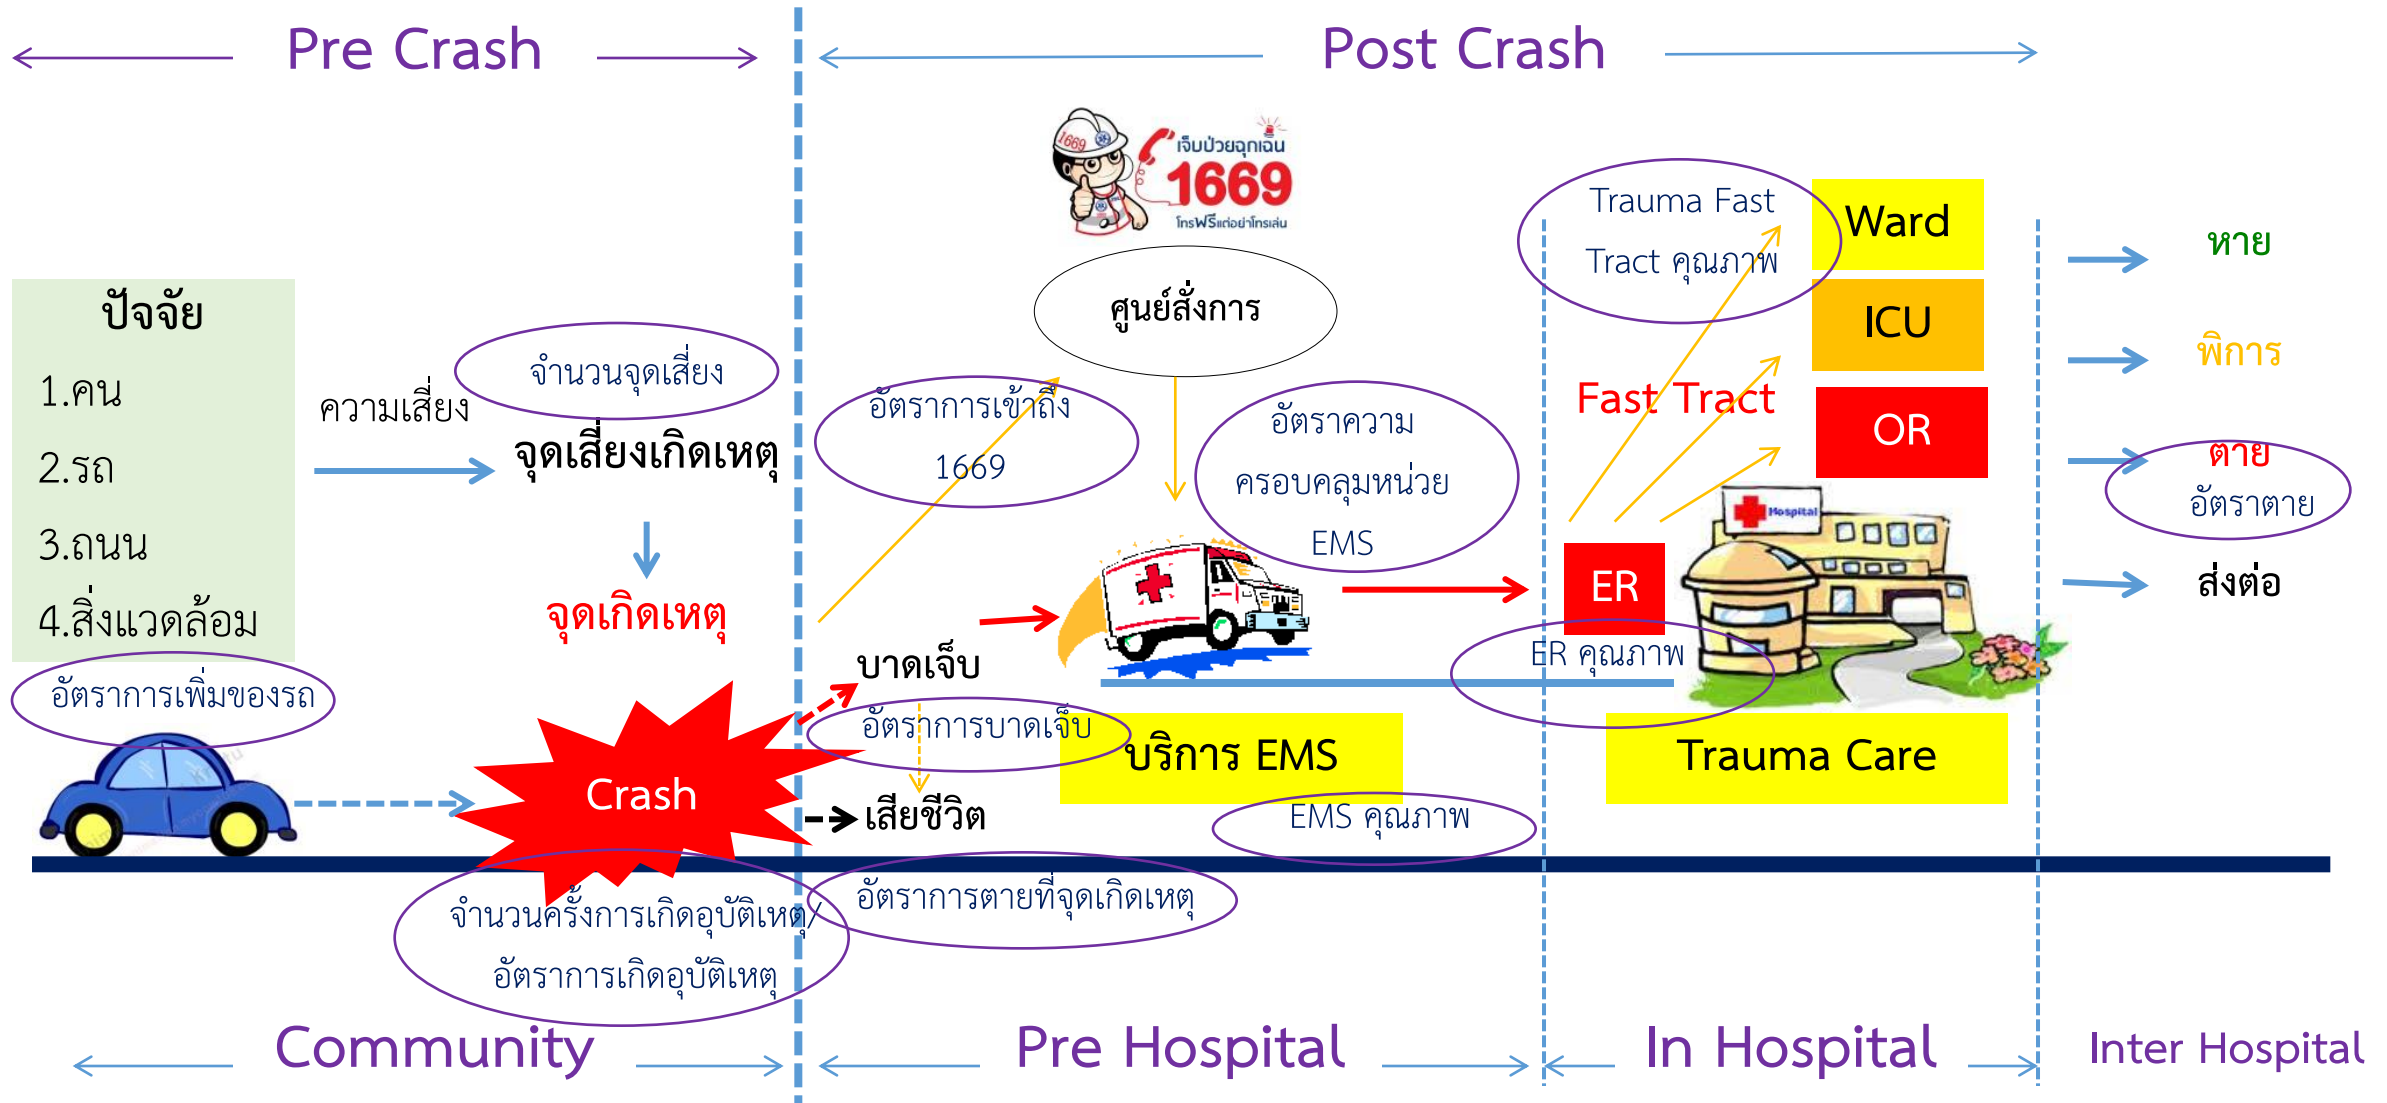 Pre Crash
Post Crash
1669
เจ็บป่วยฉุกเฉิน
1669
โทรฟรีแต่อย่าโทรเล่น
ศูนย์สั่งการ
ปัจจัย
1.คน
2.รถ
3.ถนน
4.สิ่งแวดล้อม
อัตราการเพิ่มของรถ
ความเสี่ยง
จำนวนจุดเสี่ยง
จุดเสี่ยงเกิดเหตุ
จุดเกิดเหตุ
Crash
จำนวนครั้งการเกิดอุบัติเหตุ/
อัตราการเกิดอุบัติเหตุ
อัตราการเข้าถึง
1669
บาดเจ็บ
อัตราการบาดเจ็บ
เสียชีวิต
อัตราการตายที่จุดเกิดเหตุ
อัตราความ
ครอบคลุมหน่วย
EMS
บริการ EMS
EMS คุณภาพ
Trauma Fast
Tract คุณภาพ
Ward
ICU
Fast Tract
OR
Hospital
ER
ER คุณภาพ
Trauma Care
หาย
พิการ
ตาย
อัตราตาย
ส่งต่อ
Community
Pre Hospital
In Hospital
Inter Hospital